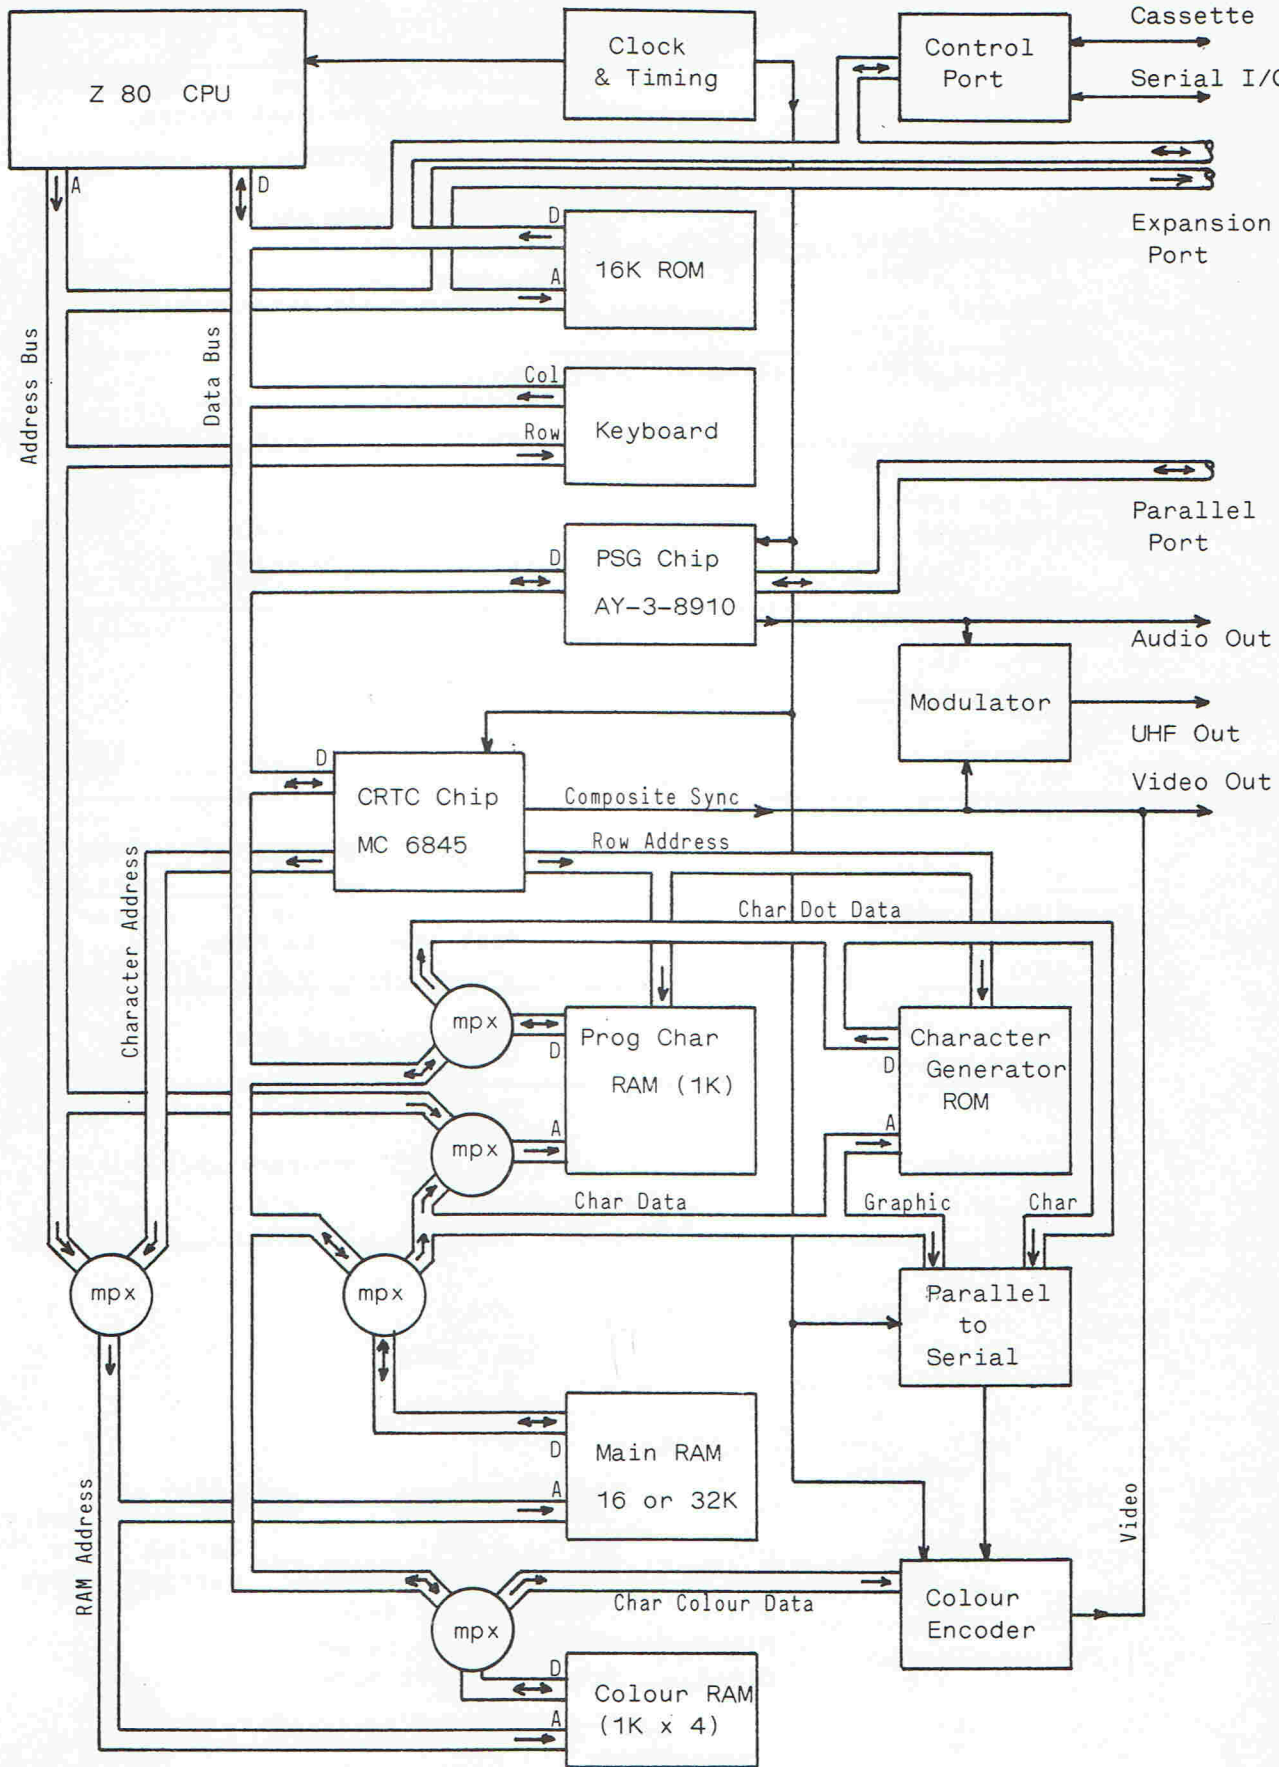 Z 80 CPU
Clock
& Timing
Control
Port
Cassette
Serial I/O
A
D
Expansion
Port
D
16K ROM
A
Address Bus
Data Bus
Col
Keyboard
Row
Parallel
Port
D
PSG Chip
AY-3-8910
Audio Out
Modulator
UHF Out
Video Out
D
CRTC Chip
MC 6845
Composite Sync
Row Address
Character Address
Char Dot Data
mpx
Prog Char
RAM (1K)
D
A
mpx
Character
Generator
ROM
D
A
Char Data
Graphic
Char
mpx
mpx
Parallel
to
Serial
Main RAM
16 or 32K
D
A
RAM Address
Video
Char Colour Data
mpx
Colour
Encoder
D
Colour RAM
(1K x 4)
A